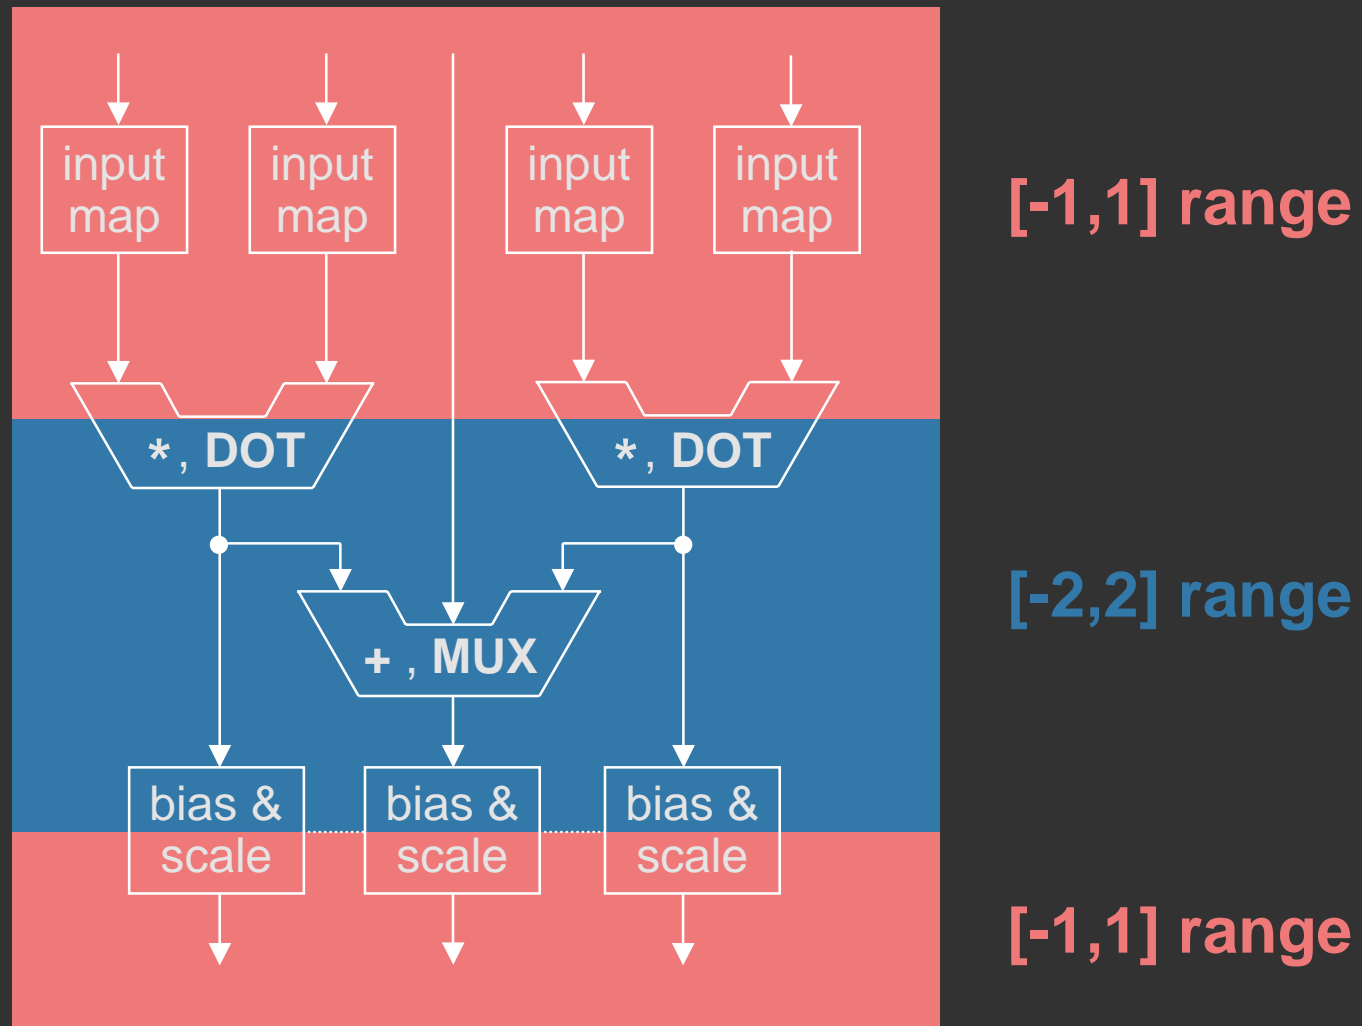 input
map
input
map
input
map
input
map
[-1,1] range
*, DOT
*, DOT
[-2,2] range
+ , MUX
bias &
scale
bias &
scale
bias &
scale
[-1,1] range